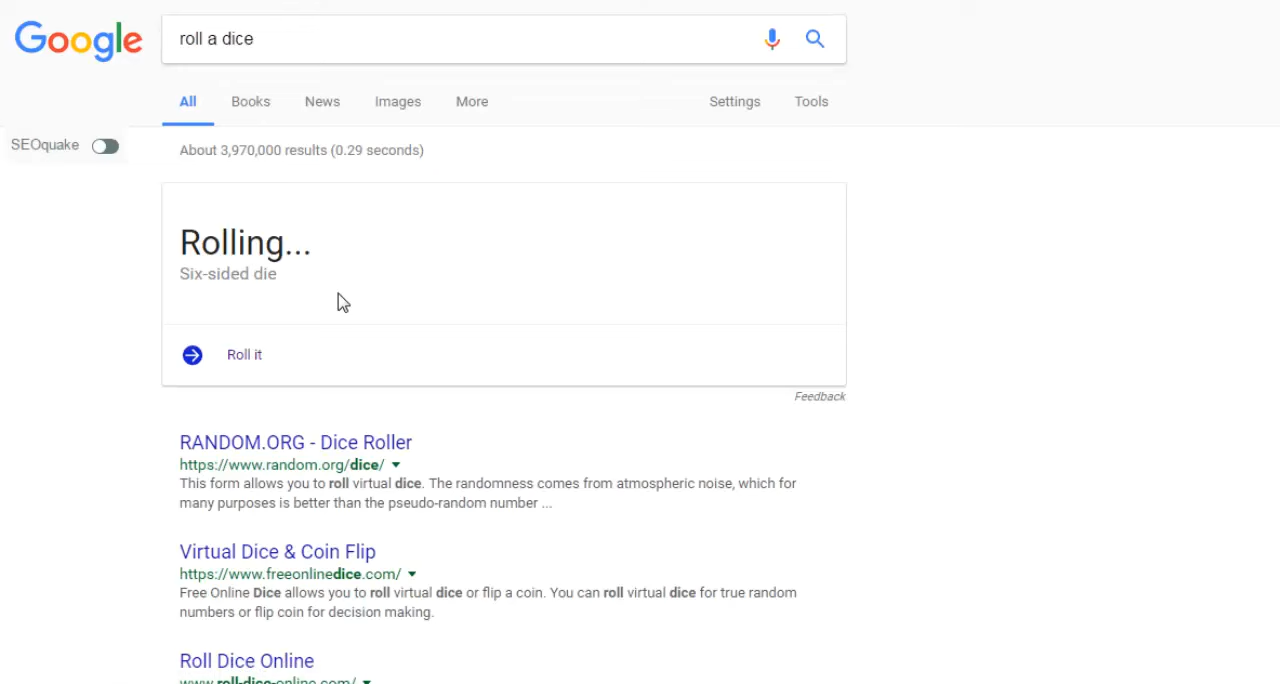 Google
roll a dice
All Books News Images More Settings Tools
SEOquake
About 3,970,000 results (0.29 seconds)
Rolling...
Six-sided die
Roll it
Feedback
RANDOM.ORG - Dice Roller
https://www.random.org/dice/
This form allows you to roll virtual dice. The randomness comes from atmospheric noise, which for
many purposes is better than the pseudo-random number ...
Virtual Dice & Coin Flip
https://www.freeonlinedice.com/
Free Online Dice allows you to roll virtual dice or flip a coin. You can roll virtual dice for true random
numbers or flip coin for decision making.
Roll Dice Online
www.roll-dice-online.com/